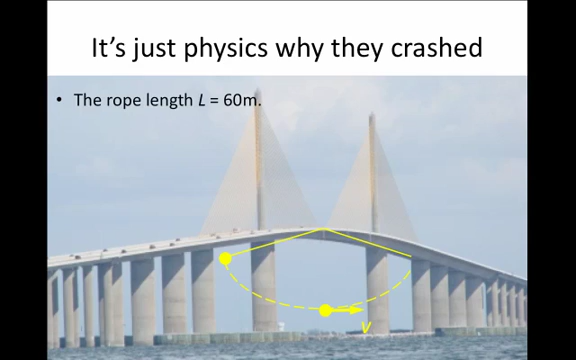 It's just physics why they crashed
• The rope length L = 60m.
v